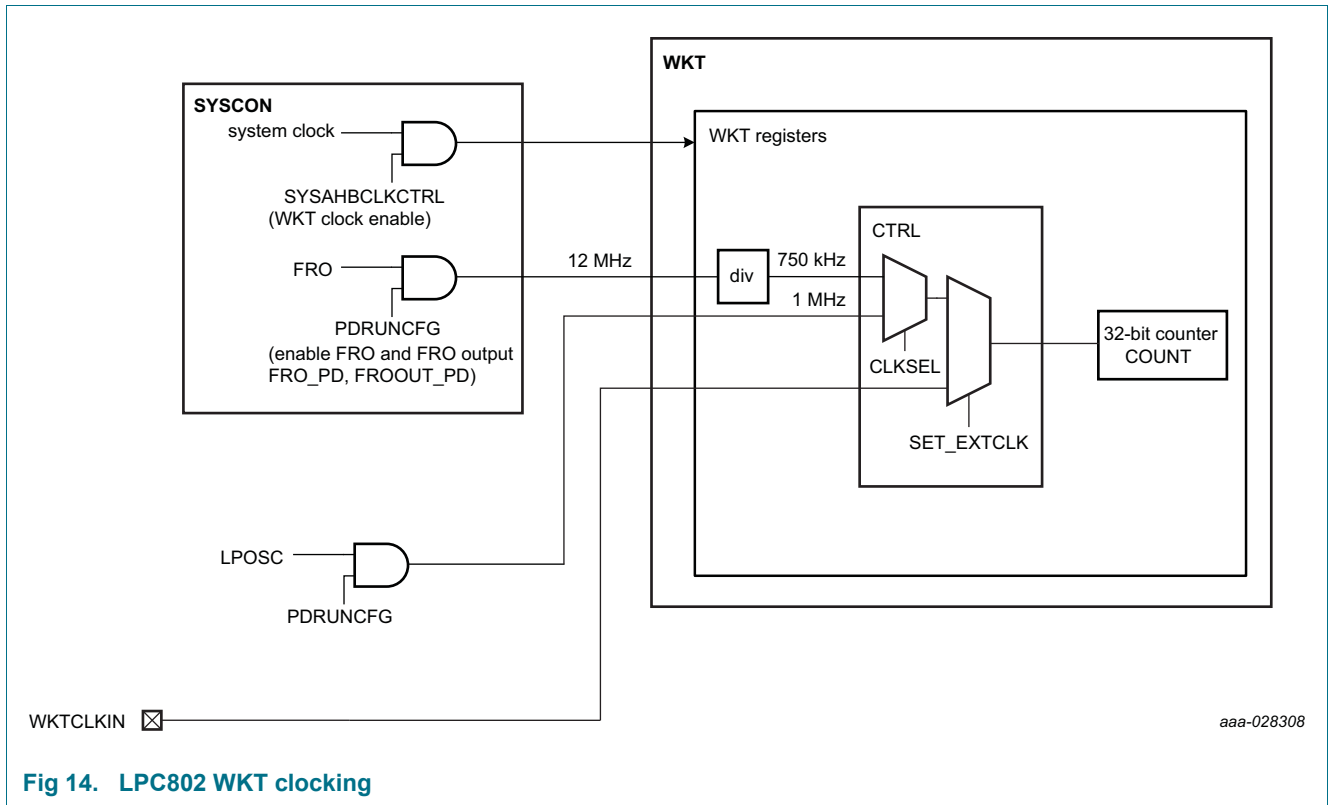 WKT
SYSCON
system clock
SYSAHBCLKCTRL
(WKT clock enable)
FRO
PDRUNCFG
(enable FRO and FRO output
FRO_PD, FROOUT_PD)
12 MHz
WKT registers
div
750 kHz
1 MHz
CTRL
CLKSEL
SET_EXTCLK
32-bit counter
COUNT
LPOSC
PDRUNCFG
WKTCLKIN
aaa-028308
Fig 14. LPC802 WKT clocking